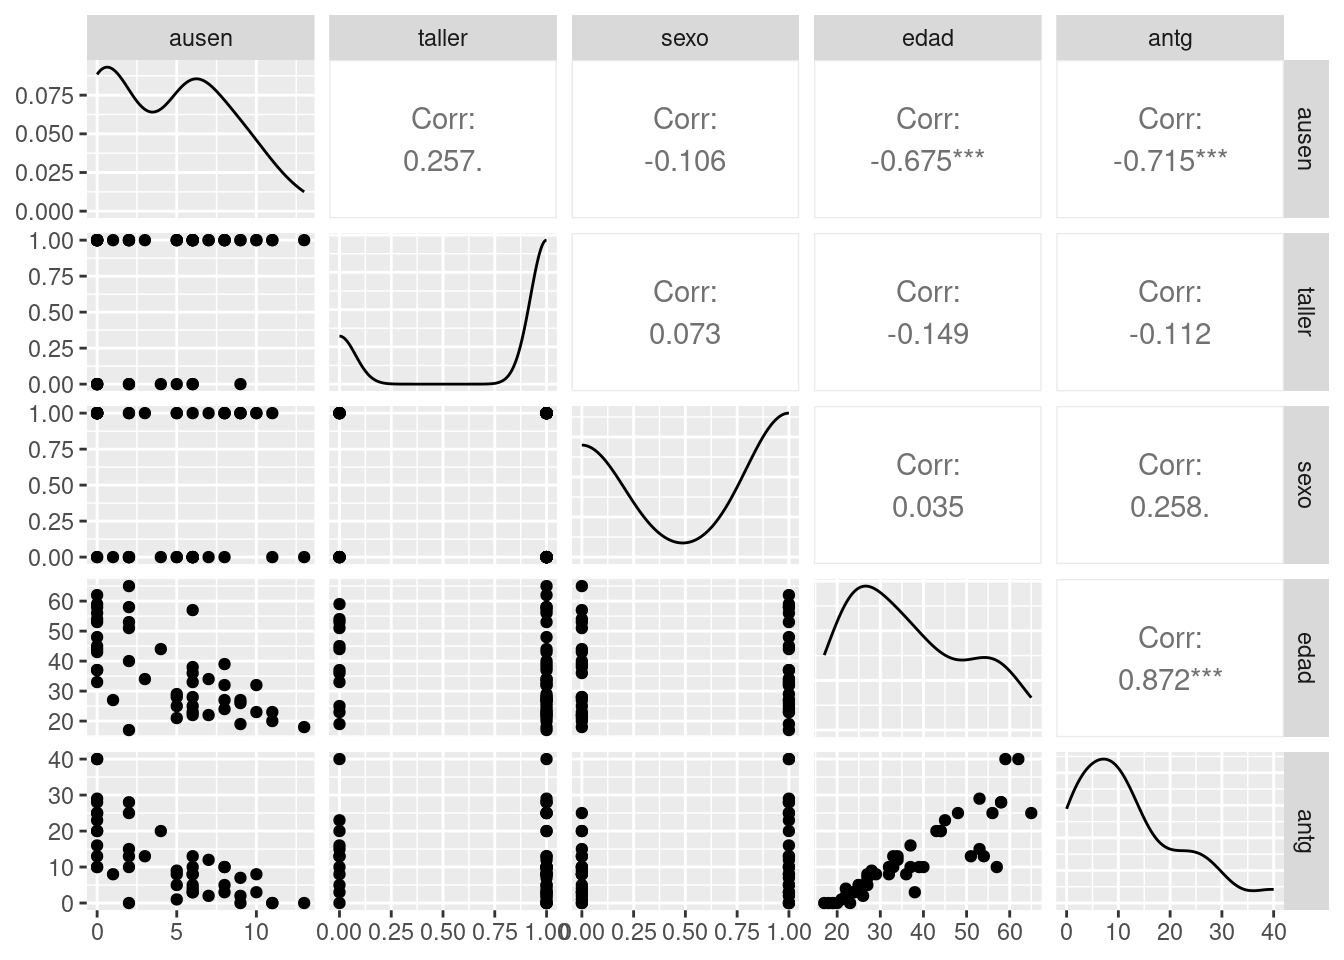 ausen taller sexo edad antg
0.075
0.050
0.025
0.000
Corr:
0.257.
Corr:
-0.106
Corr:
-0.675***
Corr:
-0.715***
ausen
1.00
0.75
0.50
0.25
0.00
Corr:
0.073
Corr:
-0.149
Corr:
-0.112
taller
1.00
0.75
0.50
0.25
0.00
Corr:
0.035
Corr:
0.258.
sexo
60
50
40
30
20
Corr:
0.872***
edad
40
30
20
10
0
antg
0 5 10 0.00 0.25 0.50 0.75 1.00 0.00 0.25 0.50 0.75 1.00 20 30 40 50 60 0 10 20 30 40